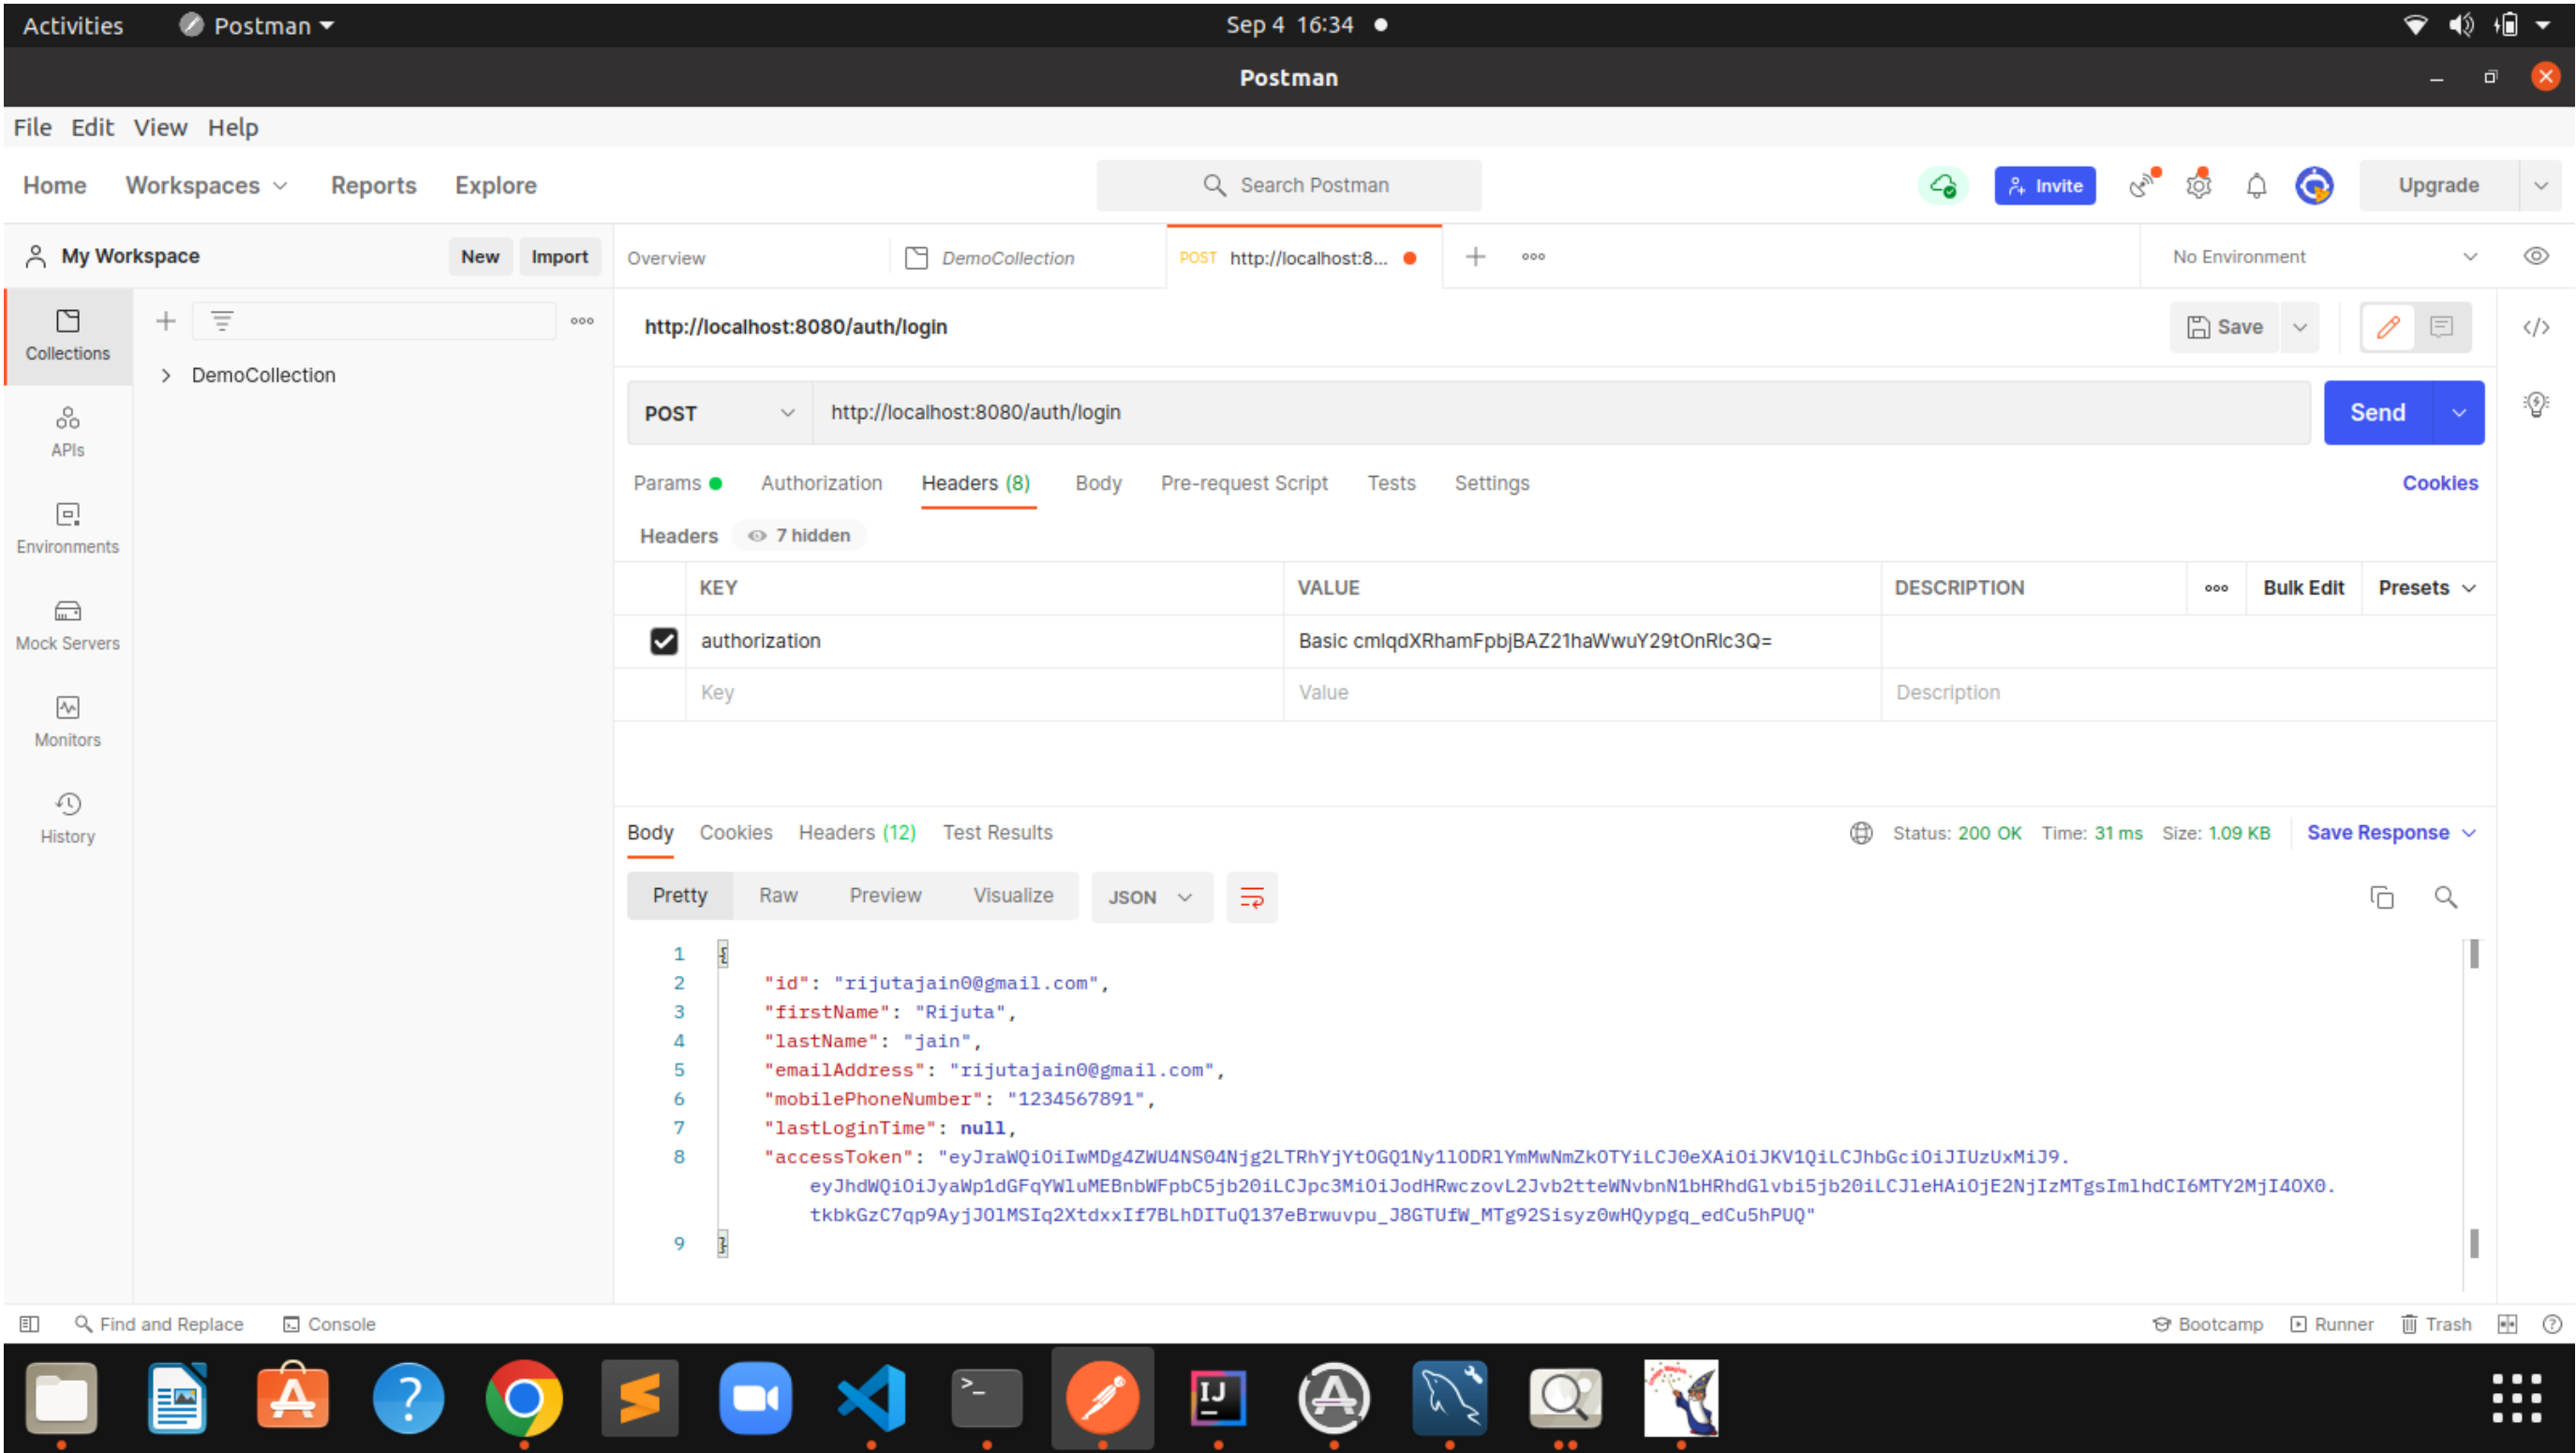 Activities Postman Sep 4 16:34
Postman
File Edit View Help
Home Workspaces Reports Explore Search Postman Invite Upgrade
My Workspace New Import Overview DemoCollection POST http://localhost:8... No Environment
Collections
APIs
Environments
Mock Servers
Monitors
History
DemoCollection
http://localhost:8080/auth/login Save
POST http://localhost:8080/auth/login Send
Params Authorization Headers (8) Body Pre-request Script Tests Settings Cookies
Headers 7 hidden
KEY VALUE DESCRIPTION Bulk Edit Presets
authorization Basic cmlqdXRhamFpbjBAZ21haWwuY29tOnRlc3Q=
Key Value Description
Body Cookies Headers (12) Test Results Status: 200 OK Time: 31 ms Size: 1.09 KB Save Response
Pretty Raw Preview Visualize JSON
1 {
2 "id": "rijutajain0@gmail.com",
3 "firstName": "Rijuta",
4 "lastName": "jain",
5 "emailAddress": "rijutajain0@gmail.com",
6 "mobilePhoneNumber": "1234567891",
7 "lastLoginTime": null,
8 "accessToken": "eyJraWQiOiIwMDg4ZWU4NS04Njg2LTRhYjYtOGQ1Ny1lODRlYmMwNmZkOTYiLCJ0eXAiOiJKV1QiLCJhbGciOiJIUzUxMiJ9.
eyJhdWQiOiJyaWp1dGFqYWluMEBnbWFpbC5jb20iLCJpc3MiOiJodHRwczovL2Jvb2tteWNvbnN1bHRhdGlvbi5jb20iLCJleHAiOjE2NjIzMTgsImlhdCI6MTY2MjI4OX0.
tkbkGzC7qp9AyjJOlMSIq2XtdxxIf7BLhDITuQ137eBrwuvpu_J8GTUfW_MTg92Sisyz0wHQypgq_edCu5hPUQ"
9 }
Find and Replace Console Bootcamp Runner Trash